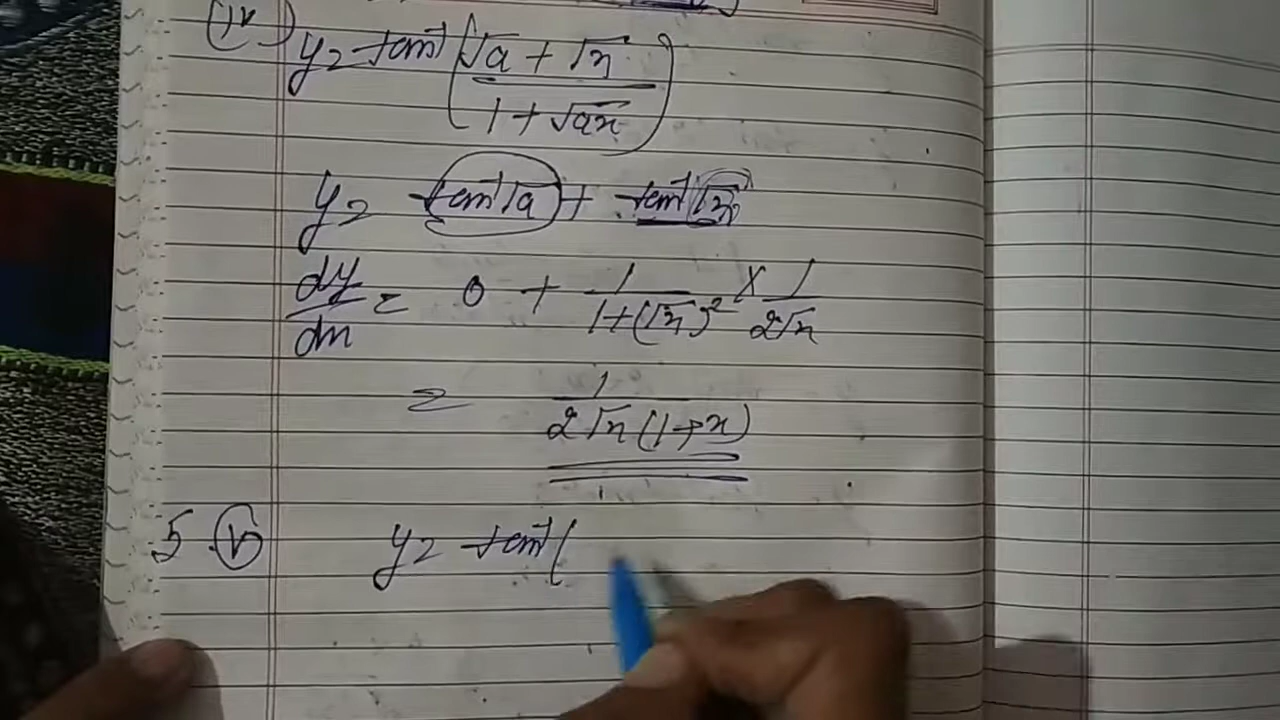 (iv) y = tan⁻¹(√a + √x / 1 + √ax)
y = tan⁻¹√a + tan⁻¹(√x)
dy/dx = 0 + 1/1+(√x)² × 1/2√x
= 1/2√x(1+x)
5 (v) y = tan⁻¹(